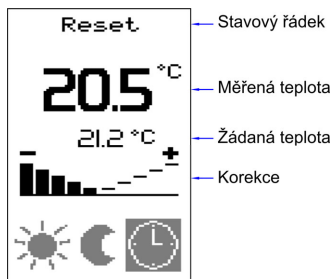 Reset
Stavový řádek
20.5 °C
Měřená teplota
21.2 °C
Žádaná teplota
− +
Korekce